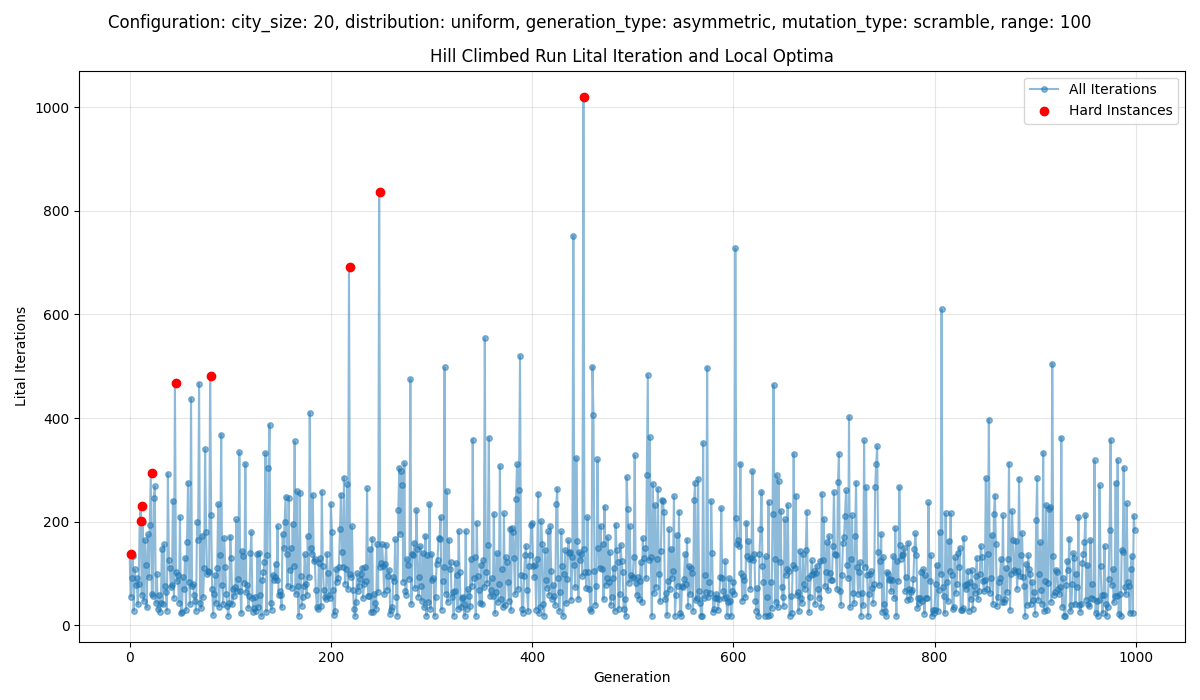 Configuration: city_size: 20, distribution: uniform, generation_type: asymmetric, mutation_type: scramble, range: 100
Hill Climbed Run Lital Iteration and Local Optima
All Iterations
Hard Instances
1000
800
600
400
200
0
Lital Iterations
0 200 400 600 800 1000
Generation